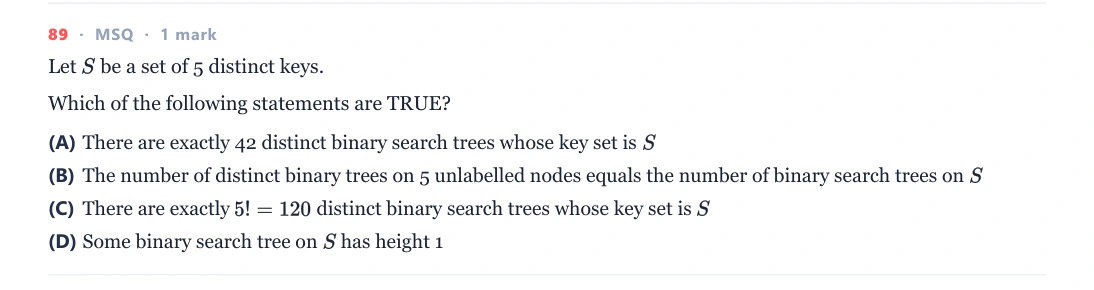 89 · MSQ · 1 mark
Let S be a set of 5 distinct keys.
Which of the following statements are TRUE?
(A) There are exactly 42 distinct binary search trees whose key set is S
(B) The number of distinct binary trees on 5 unlabelled nodes equals the number of binary search trees on S
(C) There are exactly 5! = 120 distinct binary search trees whose key set is S
(D) Some binary search tree on S has height 1